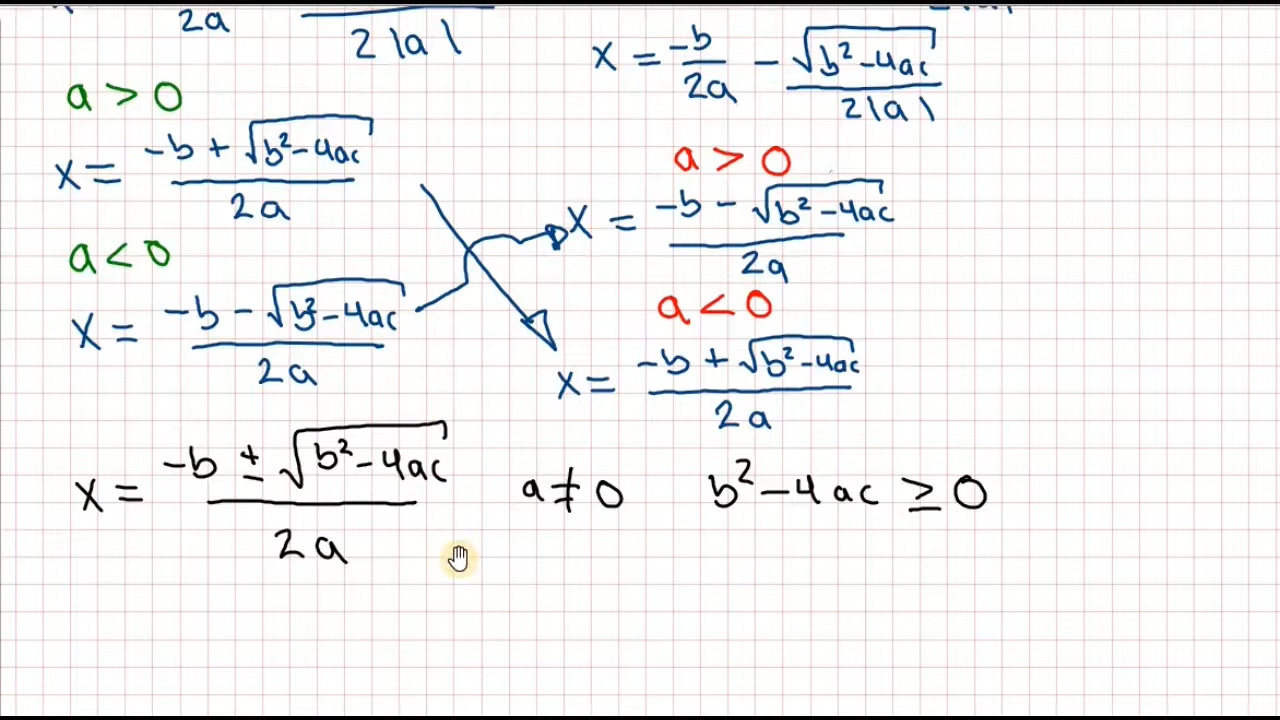 2a
2|a|
a > 0
x = (-b + √(b² - 4ac)) / 2a
a < 0
x = (-b - √(b² - 4ac)) / 2a
x = -b / 2a - √(b² - 4ac) / 2|a|
a > 0
x = (-b - √(b² - 4ac)) / 2a
a < 0
x = (-b + √(b² - 4ac)) / 2a
x = (-b ± √(b² - 4ac)) / 2a a ≠ 0 b² - 4ac ≥ 0